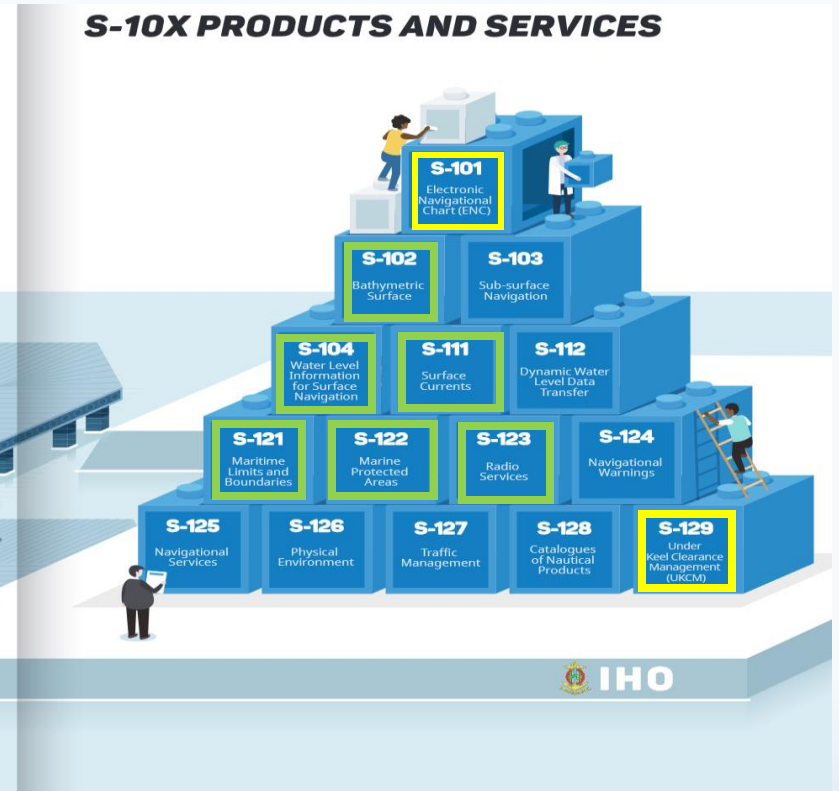 S-10X PRODUCTS AND SERVICES
S-101
Electronic
Navigational
Chart (ENC)
S-102
Bathymetric
Surface
S-103
Sub-surface
Navigation
S-104
Water Level
Information
for Surface
Navigation
S-111
Surface
Currents
S-112
Dynamic Water
Level Data
Transfer
S-121
Maritime
Limits and
Boundaries
S-122
Marine
Protected
Areas
S-123
Radio
Services
S-124
Navigational
Warnings
S-125
Navigational
Services
S-126
Physical
Environment
S-127
Traffic
Management
S-128
Catalogues
of Nautical
Products
S-129
Under
Keel Clearance
Management
(UKCM)
IHO